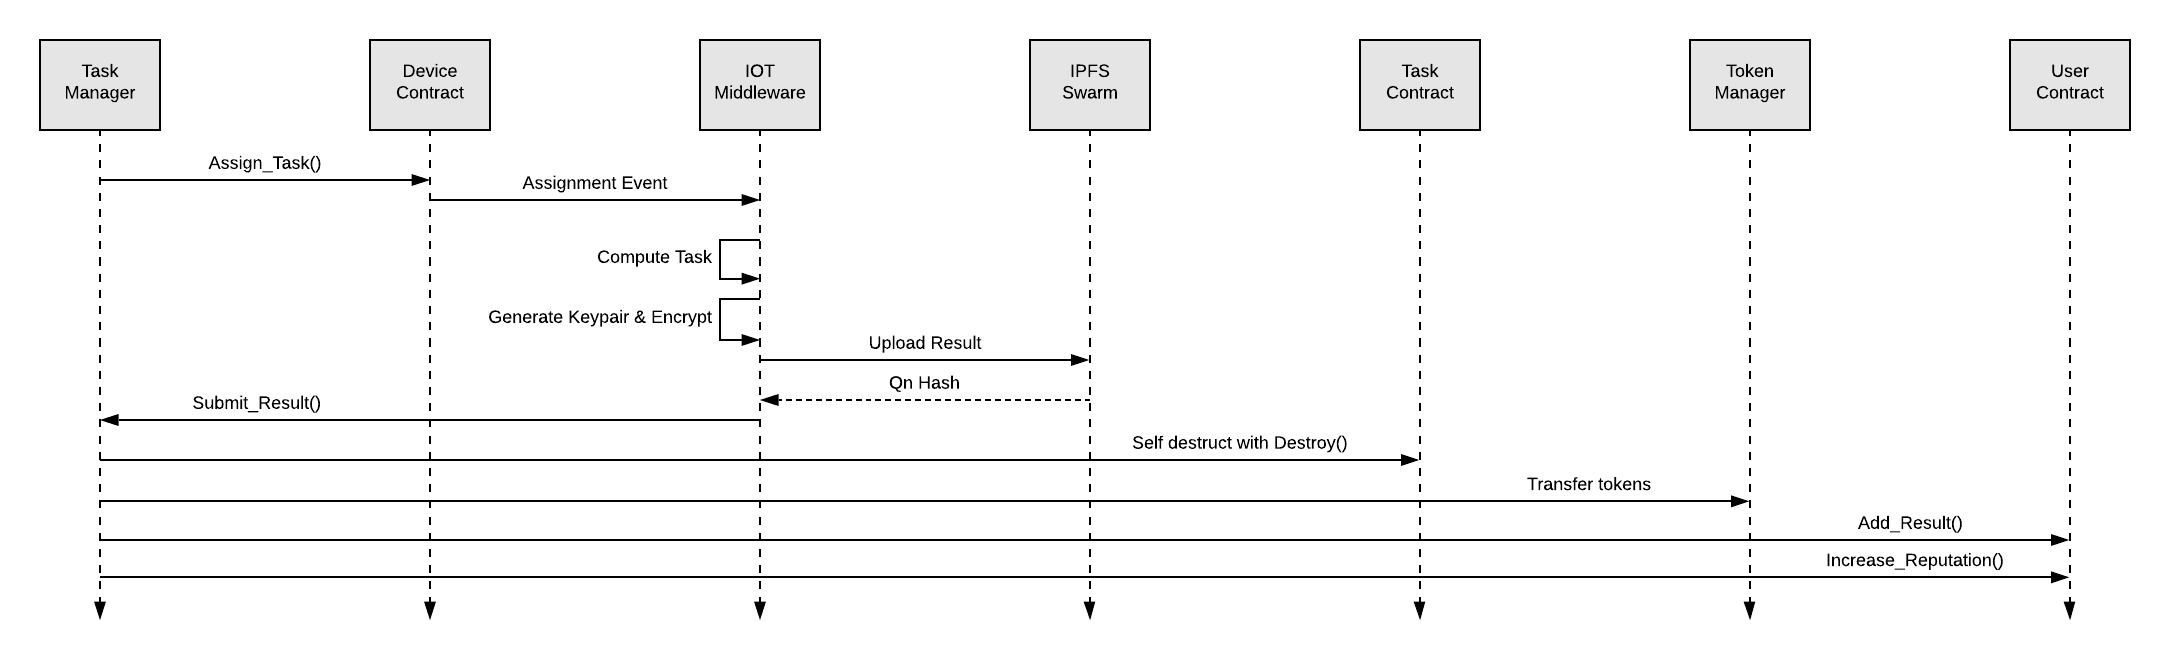 Task
Manager
Device
Contract
IOT
Middleware
IPFS
Swarm
Task
Contract
Token
Manager
User
Contract
Assign_Task()
Assignment Event
Compute Task
Generate Keypair & Encrypt
Upload Result
Qn Hash
Submit_Result()
Self destruct with Destroy()
Transfer tokens
Add_Result()
Increase_Reputation()